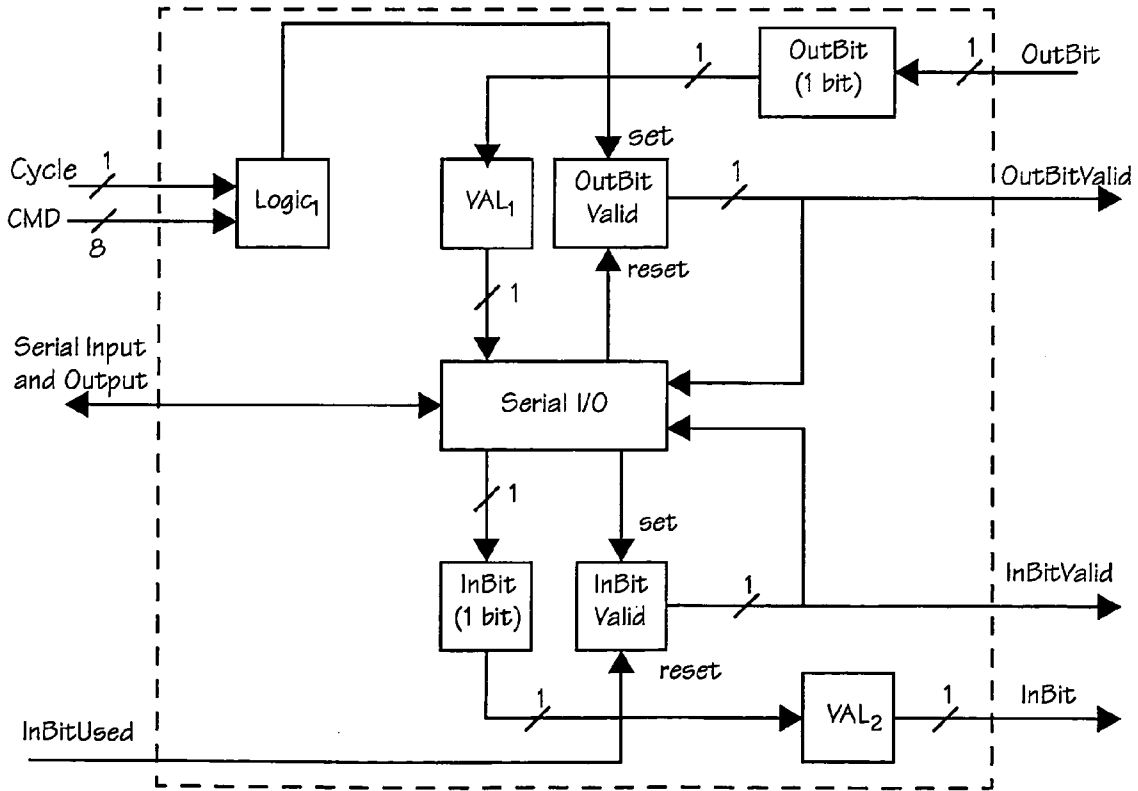 OutBit
(1 bit)
1
1
OutBit
set
Cycle
1
CMD
8
Logic1
VAL1
OutBit
Valid
1
OutBitValid
reset
1
Serial Input
and Output
Serial I/O
1
set
InBit
(1 bit)
InBit
Valid
1
InBitValid
reset
1
VAL2
1
InBit
InBitUsed